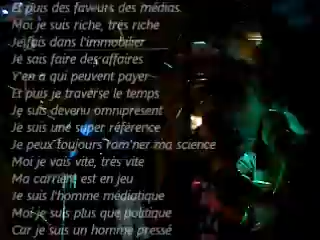 Et puis des faveurs des médias
Moi je suis riche, très riche
Je fais dans l'immobilier
Je sais faire des affaires
Y'en a qui peuvent payer
Et puis je traverse le temps
Je suis devenu omniprésent
Je suis une super référence
Je peux toujours ram'ner ma science
Moi je vais vite, très vite
Ma carrière est en jeu
Je suis l'homme médiatique
Moi je suis plus que politique
Car je suis un homme pressé